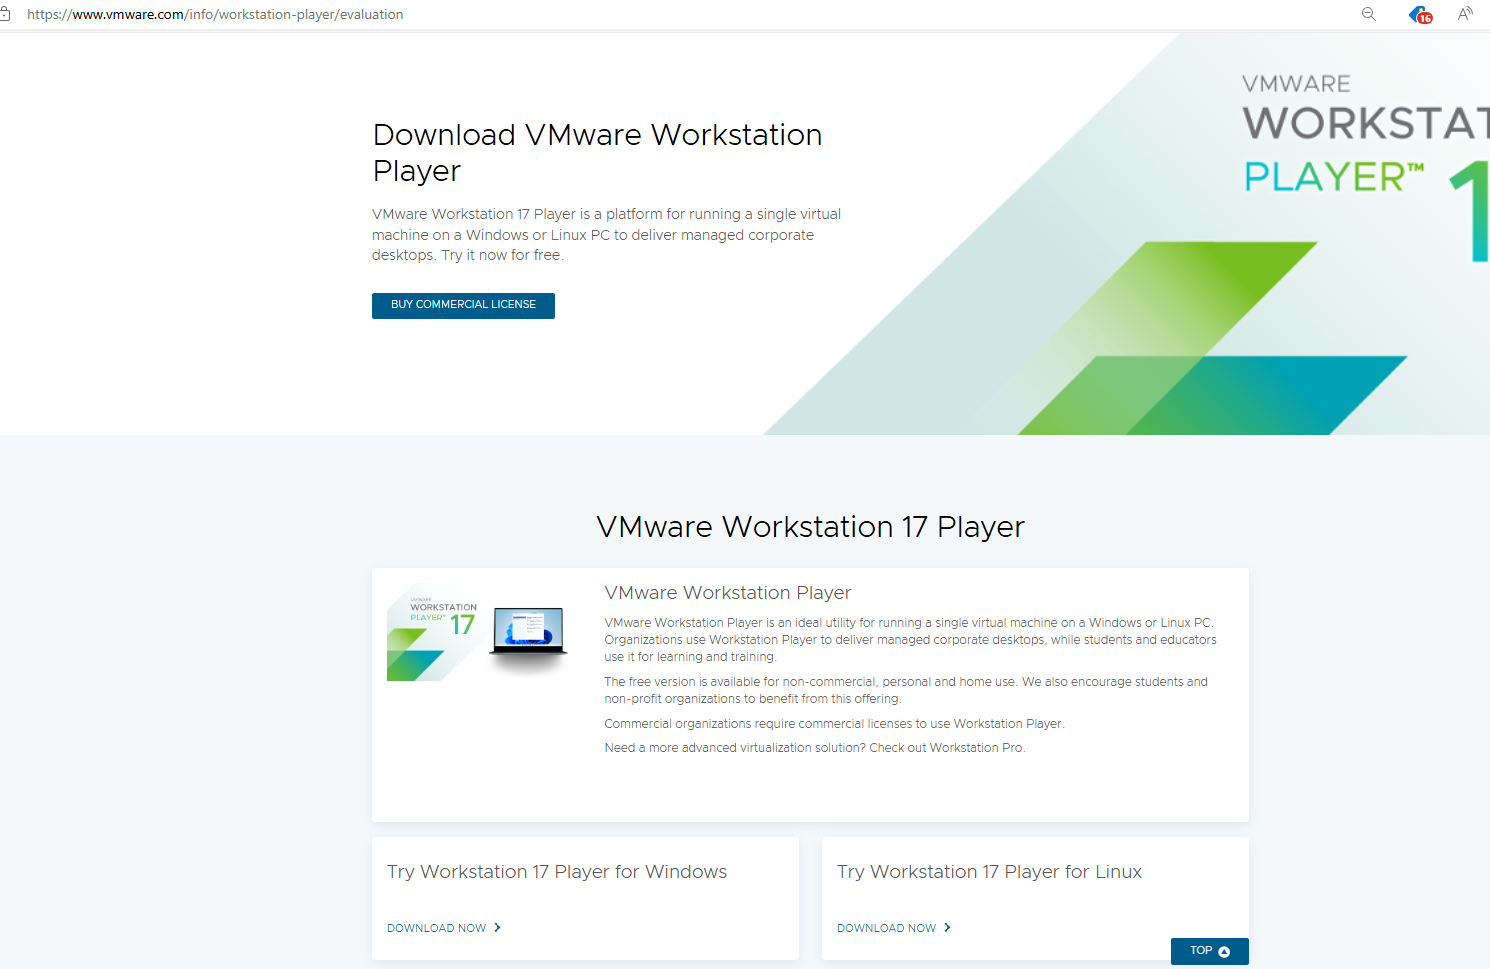 https://www.vmware.com/info/workstation-player/evaluation
16
A
VMWARE
WORKSTAT
PLAYER™ 1
Download VMware Workstation
Player
VMware Workstation 17 Player is a platform for running a single virtual
machine on a Windows or Linux PC to deliver managed corporate
desktops. Try it now for free.
BUY COMMERCIAL LICENSE
VMware Workstation 17 Player
VMWARE
WORKSTATION
PLAYER™ 17
VMware Workstation Player
VMware Workstation Player is an ideal utility for running a single virtual machine on a Windows or Linux PC.
Organizations use Workstation Player to deliver managed corporate desktops, while students and educators
use it for learning and training.
The free version is available for non-commercial, personal and home use. We also encourage students and
non-profit organizations to benefit from this offering.
Commercial organizations require commercial licenses to use Workstation Player.
Need a more advanced virtualization solution? Check out Workstation Pro.
Try Workstation 17 Player for Windows
DOWNLOAD NOW
Try Workstation 17 Player for Linux
DOWNLOAD NOW
TOP